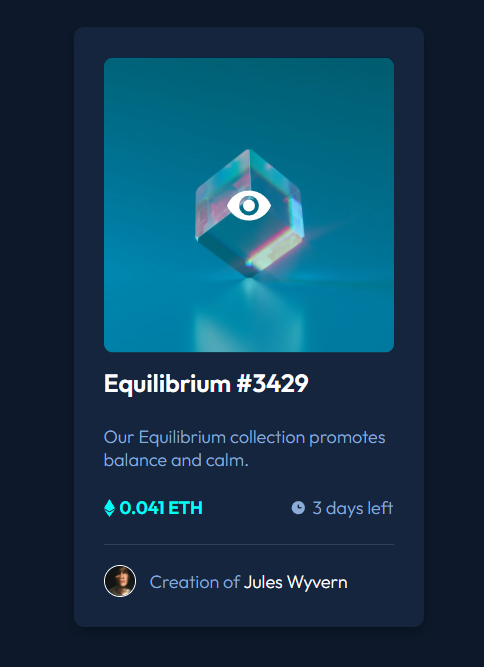 Equilibrium #3429
Our Equilibrium collection promotes
balance and calm.
0.041 ETH
3 days left
Creation of Jules Wyvern